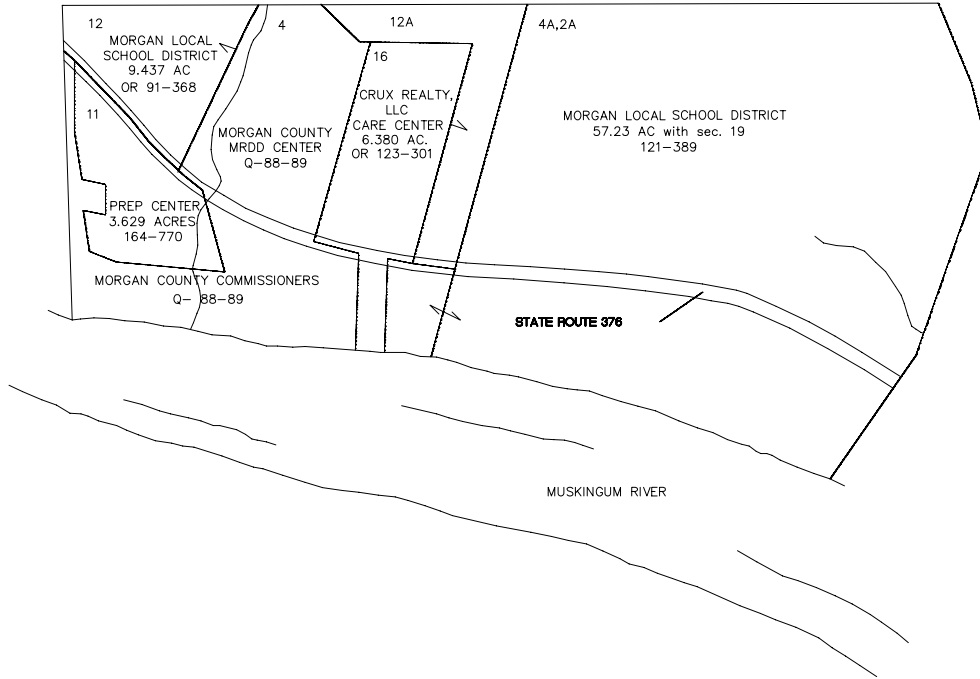 12
4
12A
4A,2A
MORGAN LOCAL
SCHOOL DISTRICT
9.437 AC
OR 91-368
16
CRUX REALTY,
LLC
CARE CENTER
6.380 AC.
OR 123-301
MORGAN LOCAL SCHOOL DISTRICT
57.23 AC with sec. 19
121-389
11
MORGAN COUNTY
MRDD CENTER
Q-88-89
PREP CENTER
3.629 ACRES
164-770
MORGAN COUNTY COMMISSIONERS
Q- 88-89
STATE ROUTE 376
MUSKINGUM RIVER